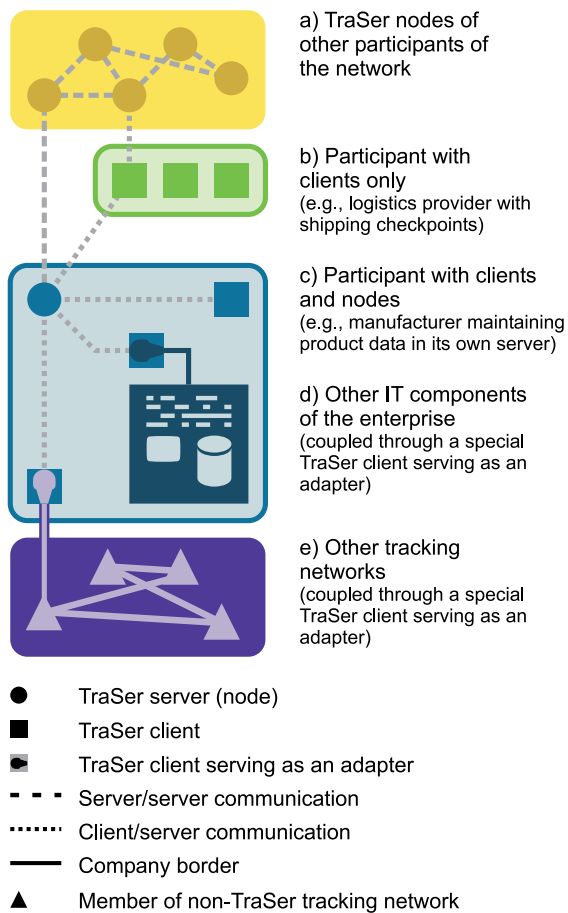 a) TraSer nodes of
other participants of
the network
b) Participant with
clients only
(e.g., logistics provider with
shipping checkpoints)
c) Participant with clients
and nodes
(e.g., manufacturer maintaining
product data in its own server)
d) Other IT components
of the enterprise
(coupled through a special
TraSer client serving as an
adapter)
e) Other tracking
networks
(coupled through a special
TraSer client serving as an
adapter)
TraSer server (node)
TraSer client
TraSer client serving as an adapter
Server/server communication
Client/server communication
Company border
Member of non-TraSer tracking network